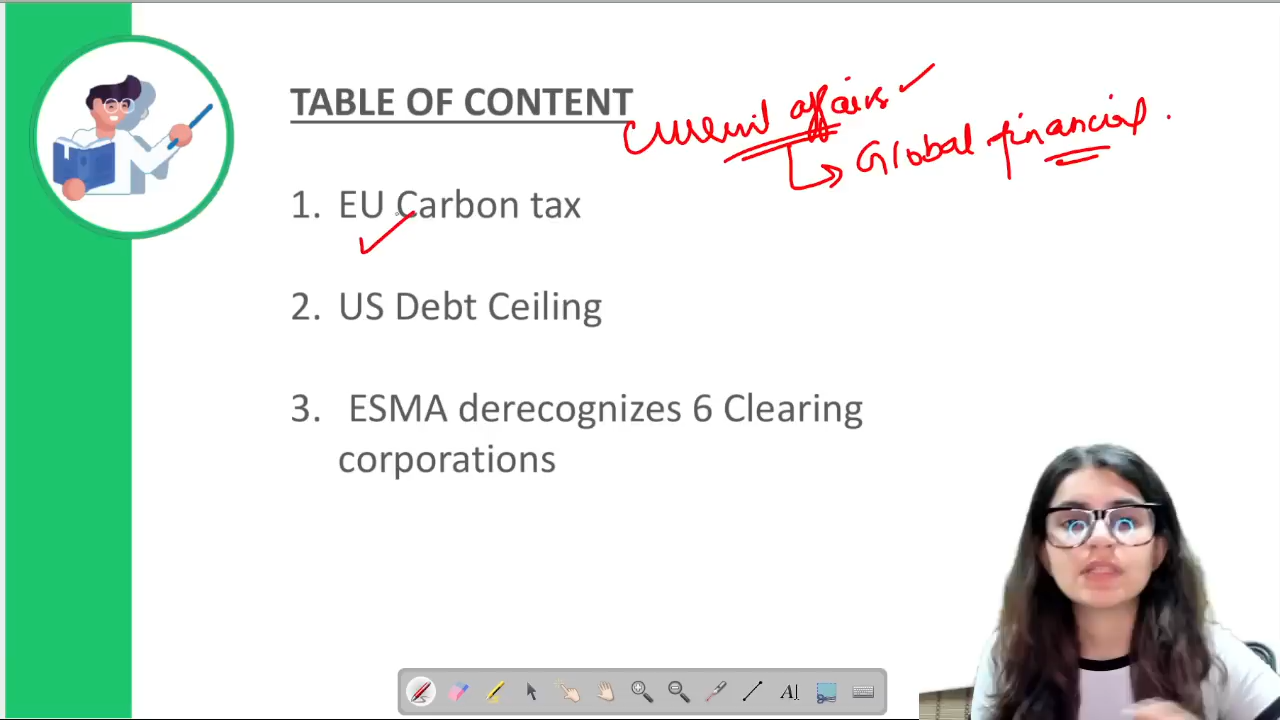 TABLE OF CONTENT
Current affairs
Global financial.
1. EU Carbon tax
2. US Debt Ceiling
3. ESMA derecognizes 6 Clearing
corporations
AI